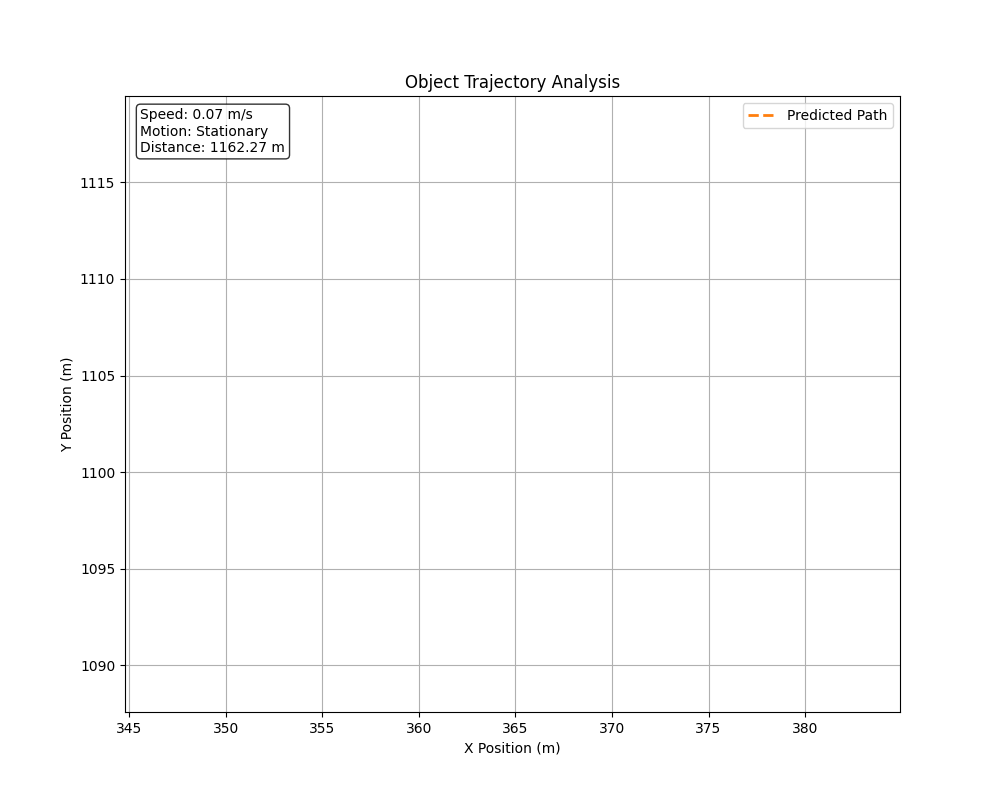 Object Trajectory Analysis
Speed: 0.07 m/s
Motion: Stationary
Distance: 1162.27 m
Predicted Path
1115
1110
1105
1100
1095
1090
Y Position (m)
345 350 355 360 365 370 375 380
X Position (m)